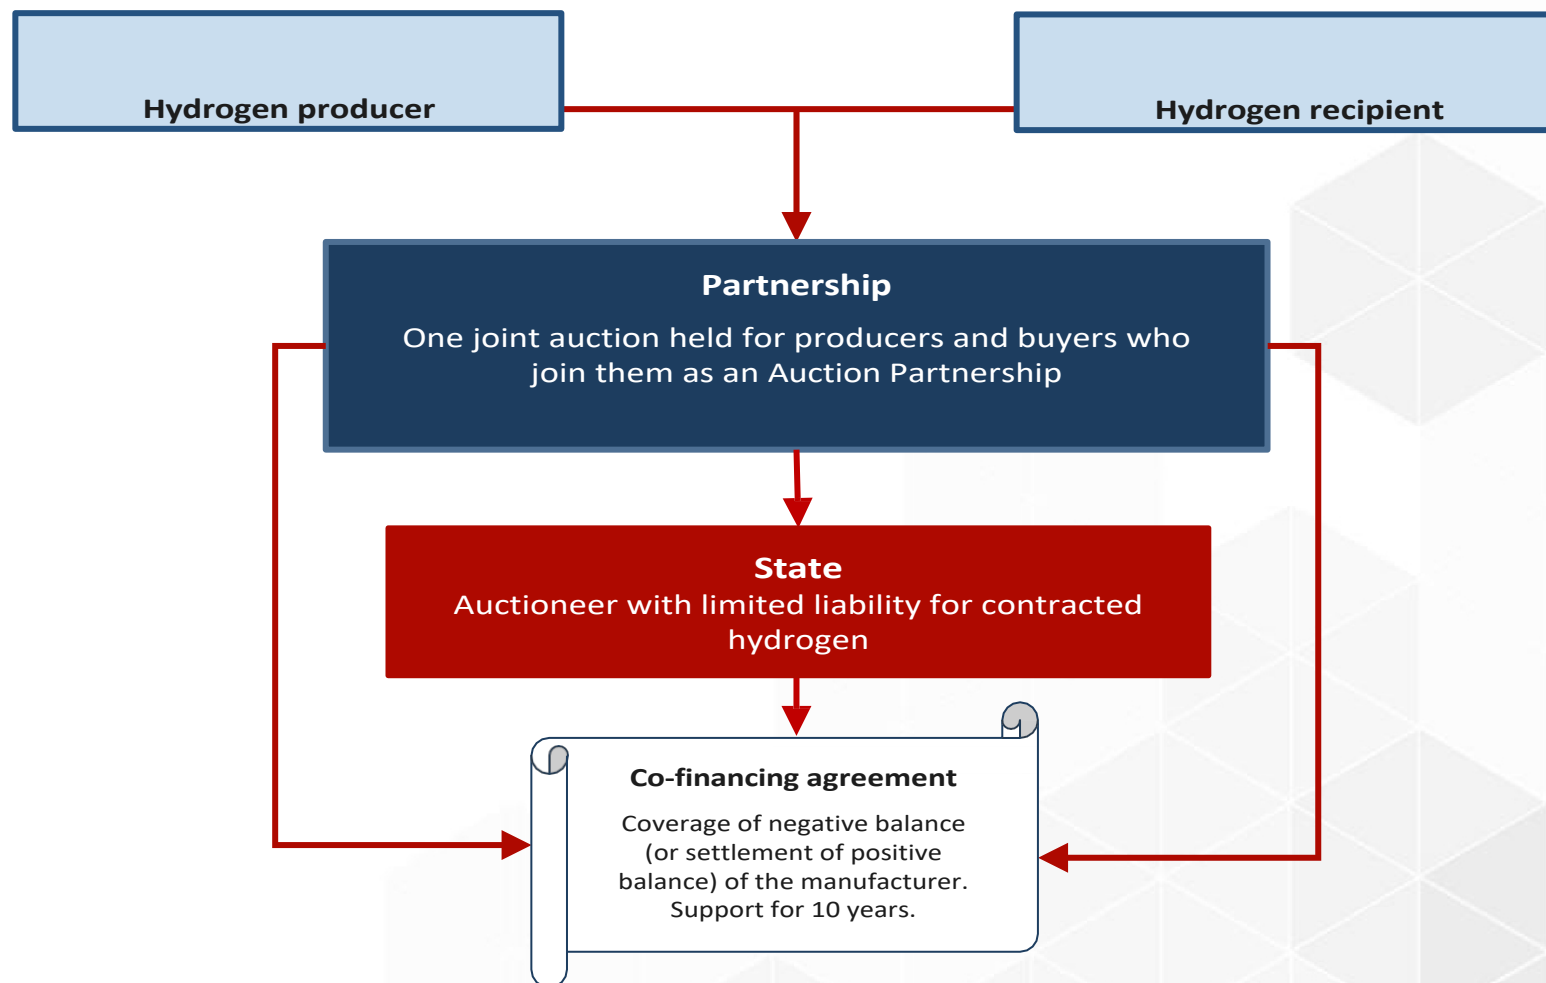 Hydrogen producer
Hydrogen recipient
Partnership
One joint auction held for producers and buyers who
join them as an Auction Partnership
State
Auctioneer with limited liability for contracted
hydrogen
Co-financing agreement
Coverage of negative balance
(or settlement of positive
balance) of the manufacturer.
Support for 10 years.